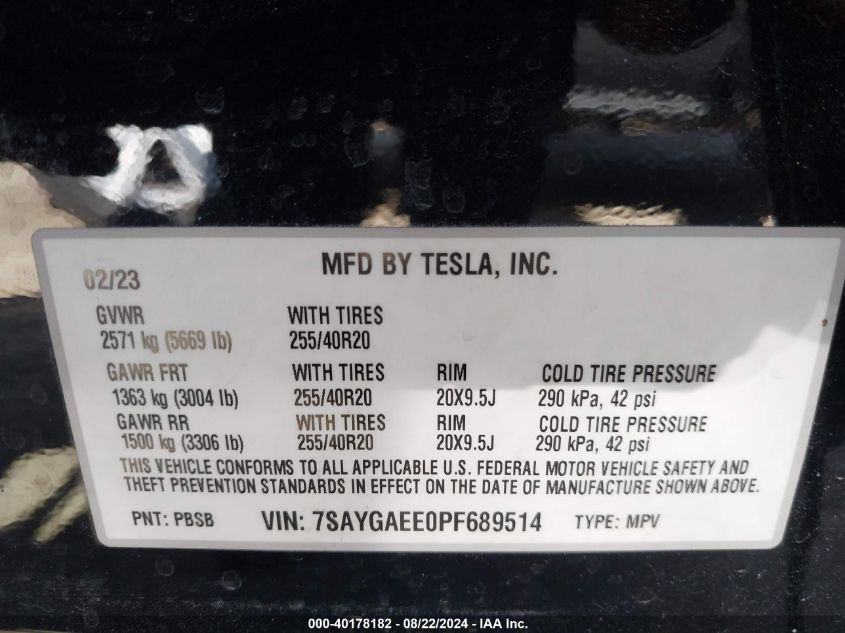 MFD BY TESLA, INC.
02/23
GVWR WITH TIRES
2571 kg (5669 lb) 255/40R20
GAWR FRT WITH TIRES RIM COLD TIRE PRESSURE
1363 kg (3004 lb) 255/40R20 20X9.5J 290 kPa, 42 psi
GAWR RR WITH TIRES RIM COLD TIRE PRESSURE
1500 kg (3306 lb) 255/40R20 20X9.5J 290 kPa, 42 psi
THIS VEHICLE CONFORMS TO ALL APPLICABLE U.S. FEDERAL MOTOR VEHICLE SAFETY AND
THEFT PREVENTION STANDARDS IN EFFECT ON THE DATE OF MANUFACTURE SHOWN ABOVE.
PNT: PBSB VIN: 7SAYGAEE0PF689514 TYPE: MPV
000-40178182 - 08/22/2024 - IAA Inc.